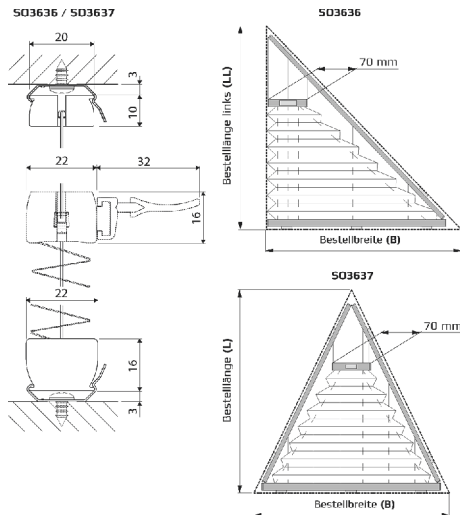 SO3636 / SO3637
20
3
10
22
32
16
22
16
3
SO3636
70 mm
Bestelllänge links (LL)
Bestellbreite (B)
SO3637
70 mm
Bestelllänge (L)
Bestellbreite (B)